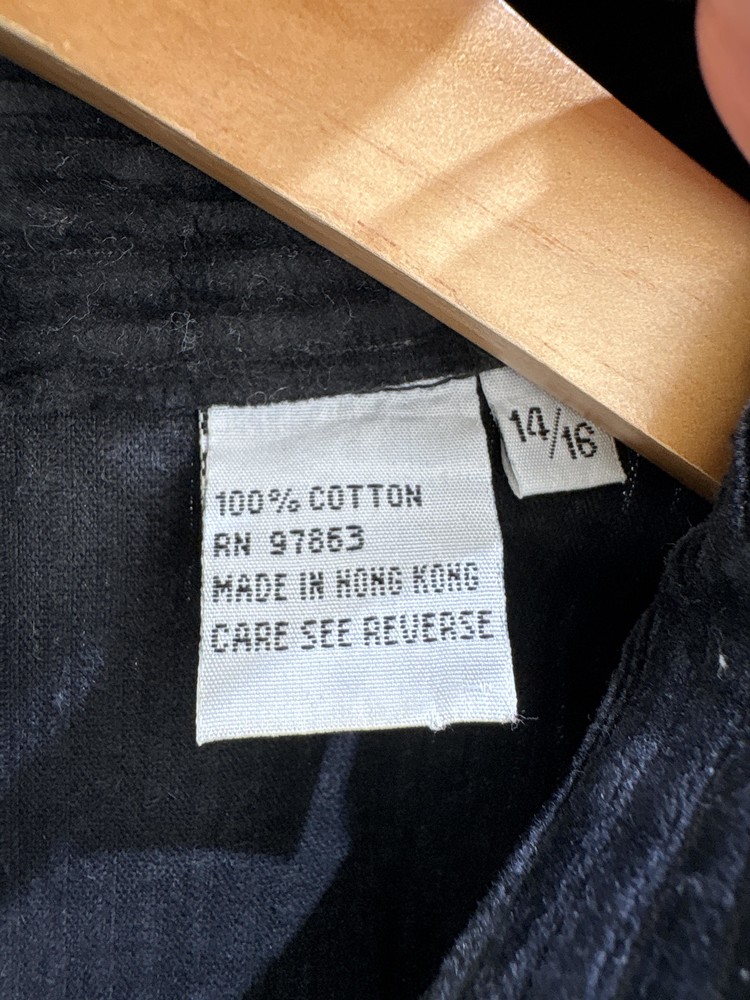 14/16
100% COTTON
RN 97863
MADE IN HONG KONG
CARE SEE REVERSE